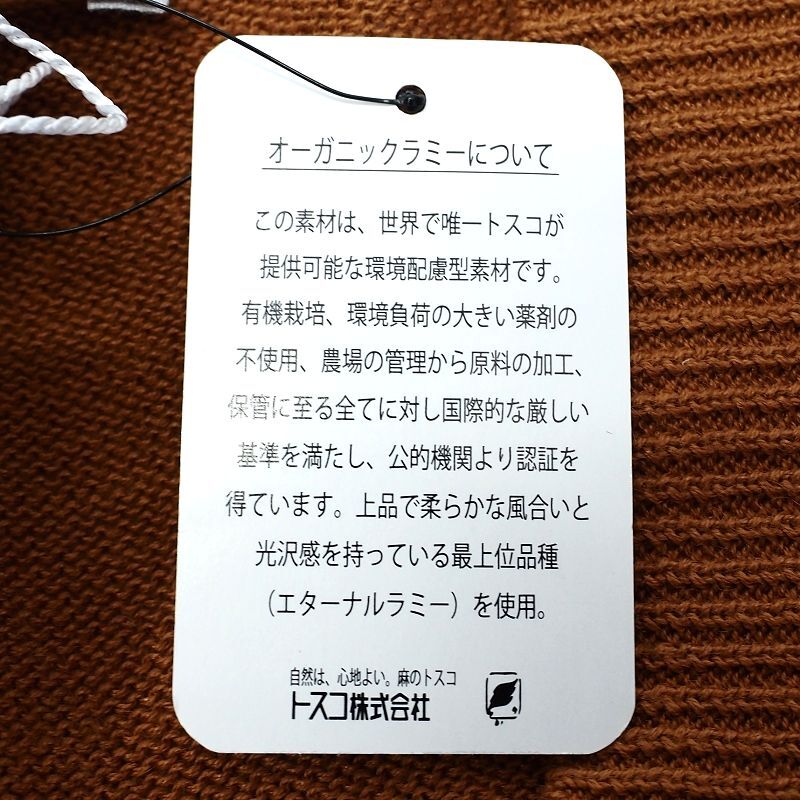 オーガニックラミーについて
この素材は、世界で唯一トスコが
提供可能な環境配慮型素材です。
有機栽培、環境負荷の大きい薬剤の
不使用、農場の管理から原料の加工、
保管に至る全てに対し国際的な厳しい
基準を満たし、公的機関より認証を
得ています。上品で柔らかな風合いと
光沢感を持っている最上位品種
（エターナルラミー）を使用。
自然は、心地よい。麻のトスコ
トスコ株式会社